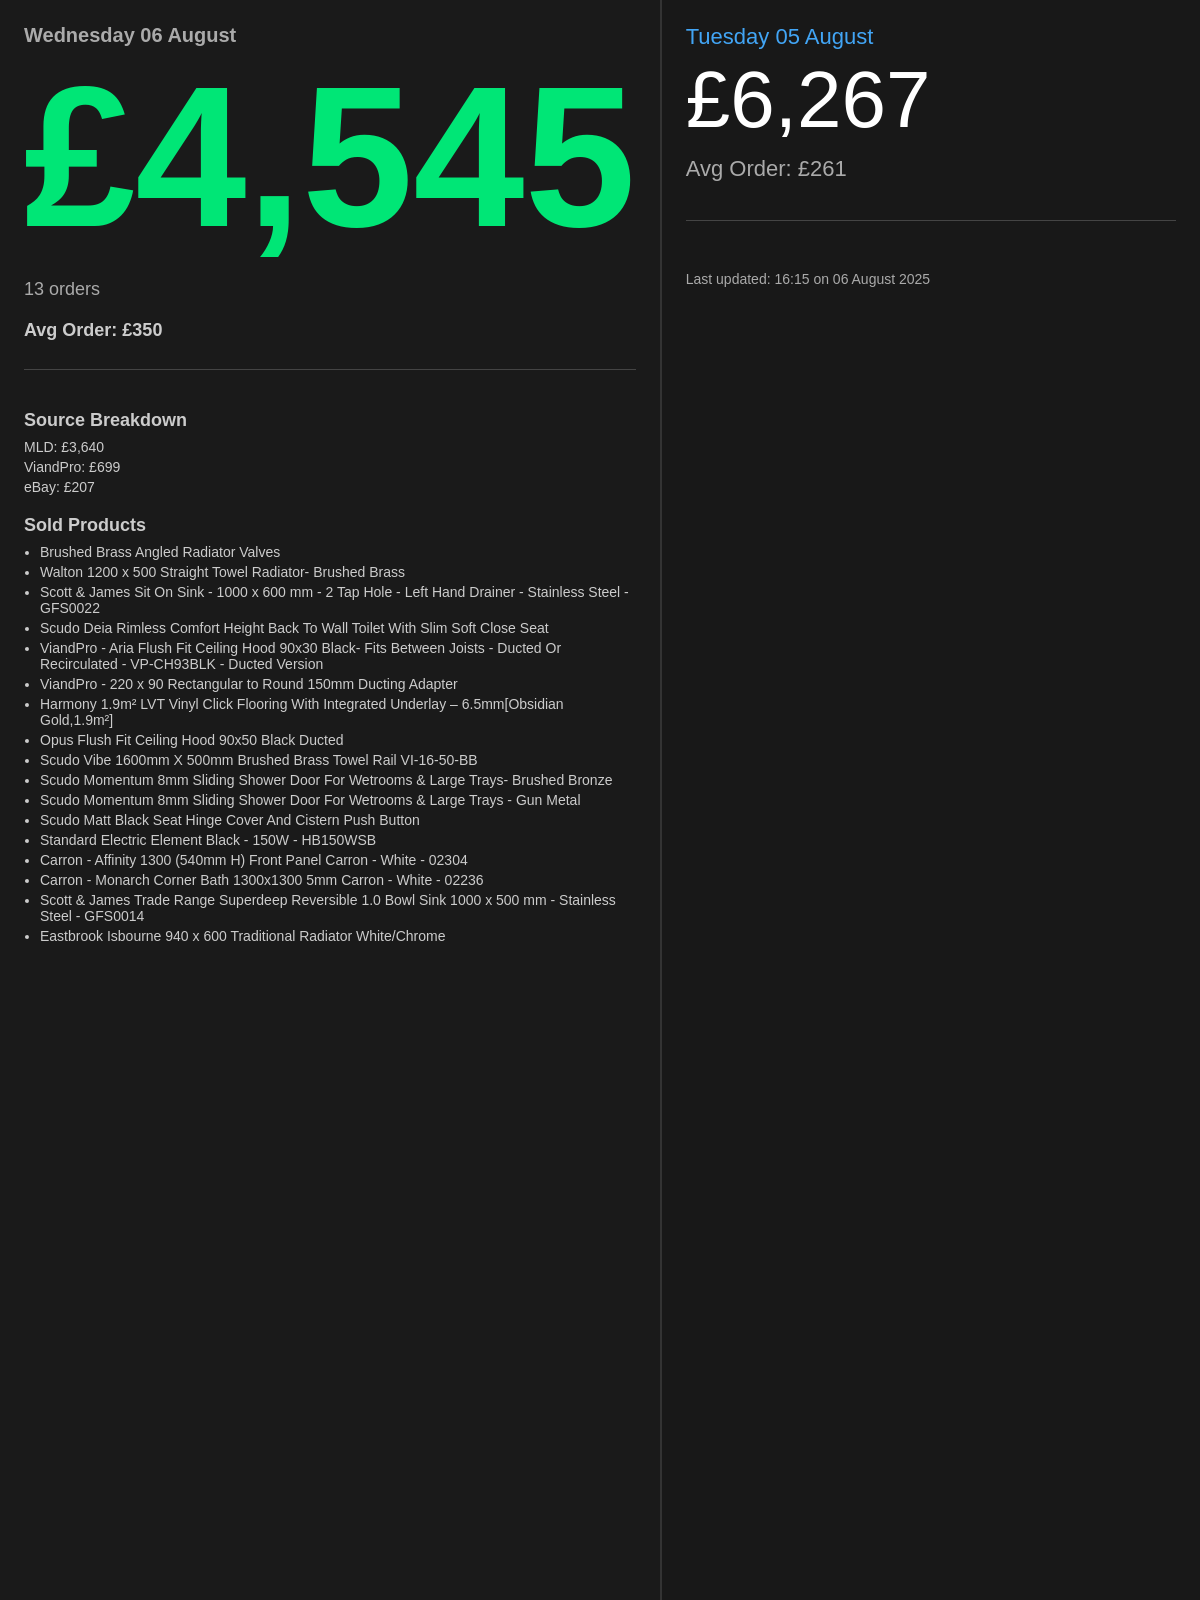 Wednesday 06 August
£4,545
13 orders
Avg Order: £350
Source Breakdown
MLD: £3,640
ViandPro: £699
eBay: £207
Sold Products
• Brushed Brass Angled Radiator Valves
• Walton 1200 x 500 Straight Towel Radiator- Brushed Brass
• Scott & James Sit On Sink - 1000 x 600 mm - 2 Tap Hole - Left Hand Drainer - Stainless Steel -
GFS0022
• Scudo Deia Rimless Comfort Height Back To Wall Toilet With Slim Soft Close Seat
• ViandPro - Aria Flush Fit Ceiling Hood 90x30 Black- Fits Between Joists - Ducted Or
Recirculated - VP-CH93BLK - Ducted Version
• ViandPro - 220 x 90 Rectangular to Round 150mm Ducting Adapter
• Harmony 1.9m² LVT Vinyl Click Flooring With Integrated Underlay – 6.5mm[Obsidian
Gold,1.9m²]
• Opus Flush Fit Ceiling Hood 90x50 Black Ducted
• Scudo Vibe 1600mm X 500mm Brushed Brass Towel Rail VI-16-50-BB
• Scudo Momentum 8mm Sliding Shower Door For Wetrooms & Large Trays- Brushed Bronze
• Scudo Momentum 8mm Sliding Shower Door For Wetrooms & Large Trays - Gun Metal
• Scudo Matt Black Seat Hinge Cover And Cistern Push Button
• Standard Electric Element Black - 150W - HB150WSB
• Carron - Affinity 1300 (540mm H) Front Panel Carron - White - 02304
• Carron - Monarch Corner Bath 1300x1300 5mm Carron - White - 02236
• Scott & James Trade Range Superdeep Reversible 1.0 Bowl Sink 1000 x 500 mm - Stainless
Steel - GFS0014
• Eastbrook Isbourne 940 x 600 Traditional Radiator White/Chrome
Tuesday 05 August
£6,267
Avg Order: £261
Last updated: 16:15 on 06 August 2025